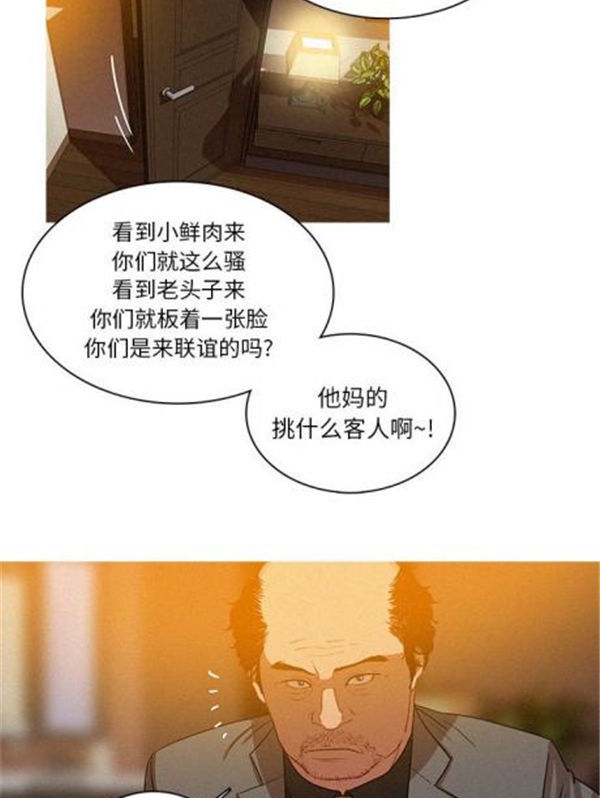 看到小鲜肉来
你们就这么骚
看到老头子来
你们就板着一张脸
你们是来联谊的吗?
他妈的
挑什么客人啊~!